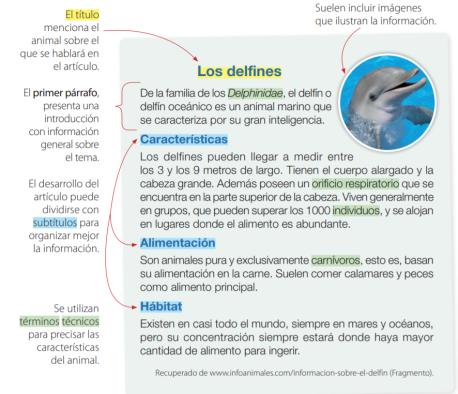 El título
menciona el
animal sobre el
que se hablará en
el artículo.
El primer párrafo,
presenta una
introducción
con información
general sobre
el tema.
El desarrollo del
artículo puede
dividirse con
subtítulos para
organizar mejor
la información.
Se utilizan
términos técnicos
para precisar las
características
del animal.
Suelen incluir imágenes
que ilustran la información.
Los delfines
De la familia de los Delphinidae, el delfín o
delfín oceánico es un animal marino que
se caracteriza por su gran inteligencia.
Características
Los delfines pueden llegar a medir entre
los 3 y los 9 metros de largo. Tienen el cuerpo alargado y la
cabeza grande. Además poseen un orificio respiratorio que se
encuentra en la parte superior de la cabeza. Viven generalmente
en grupos, que pueden superar los 1000 individuos, y se alojan
en lugares donde el alimento es abundante.
Alimentación
Son animales pura y exclusivamente carnívoros, esto es, basan
su alimentación en la carne. Suelen comer calamares y peces
como alimento principal.
Hábitat
Existen en casi todo el mundo, siempre en mares y océanos,
pero su concentración siempre estará donde haya mayor
cantidad de alimento para ingerir.
Recuperado de www.infoanimales.com/informacion-sobre-el-delfin (Fragmento).